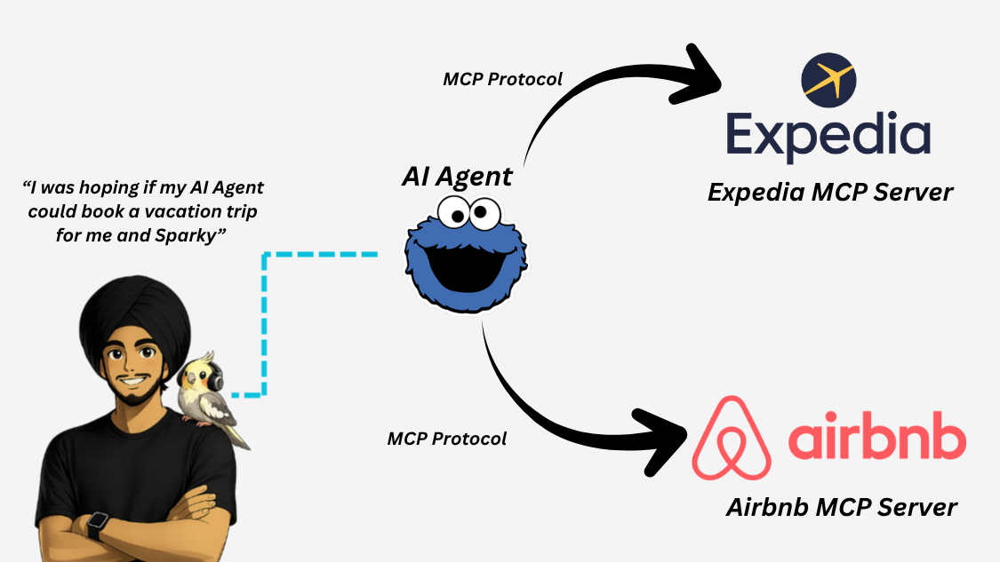 MCP Protocol
Expedia
AI Agent
Expedia MCP Server
“I was hoping if my AI Agent
could book a vacation trip
for me and Sparky”
MCP Protocol
airbnb
Airbnb MCP Server